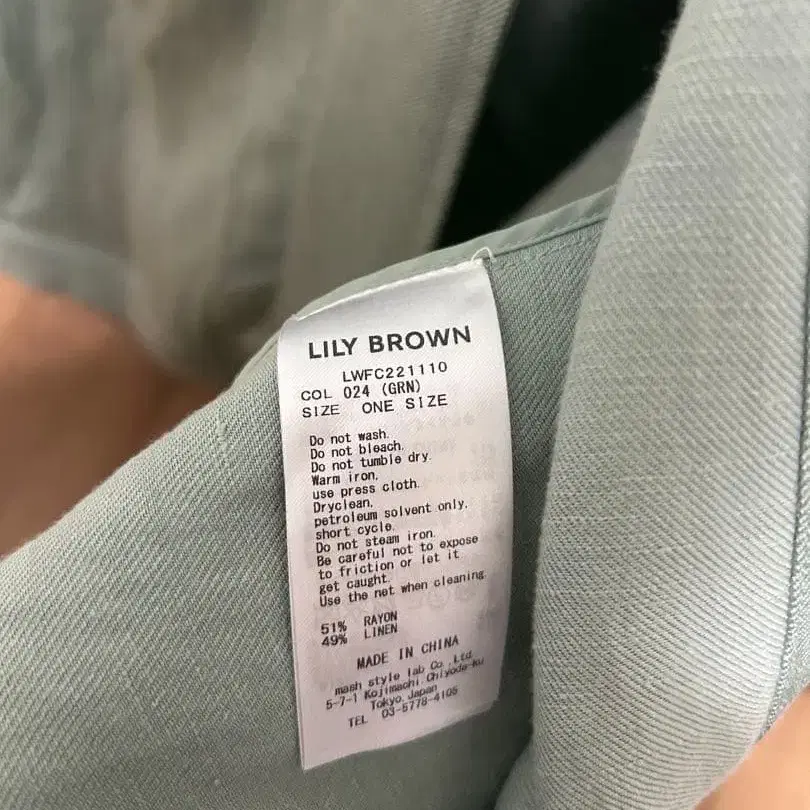 LILY BROWN
LWFC221110
COL 024 (GRN)
SIZE ONE SIZE
Do not wash.
Do not bleach.
Do not tumble dry.
Warm iron,
use press cloth.
Dryclean,
petroleum solvent only,
short cycle.
Do not steam iron.
Be careful not to expose
to friction or let it
get caught.
Use the net when cleaning.
51% RAYON
49% LINEN
MADE IN CHINA
mash style lab Co.,Ltd.
5-7-1 Kojimachi,Chiyoda-ku
Tokyo,Japan
TEL 03-5778-4105